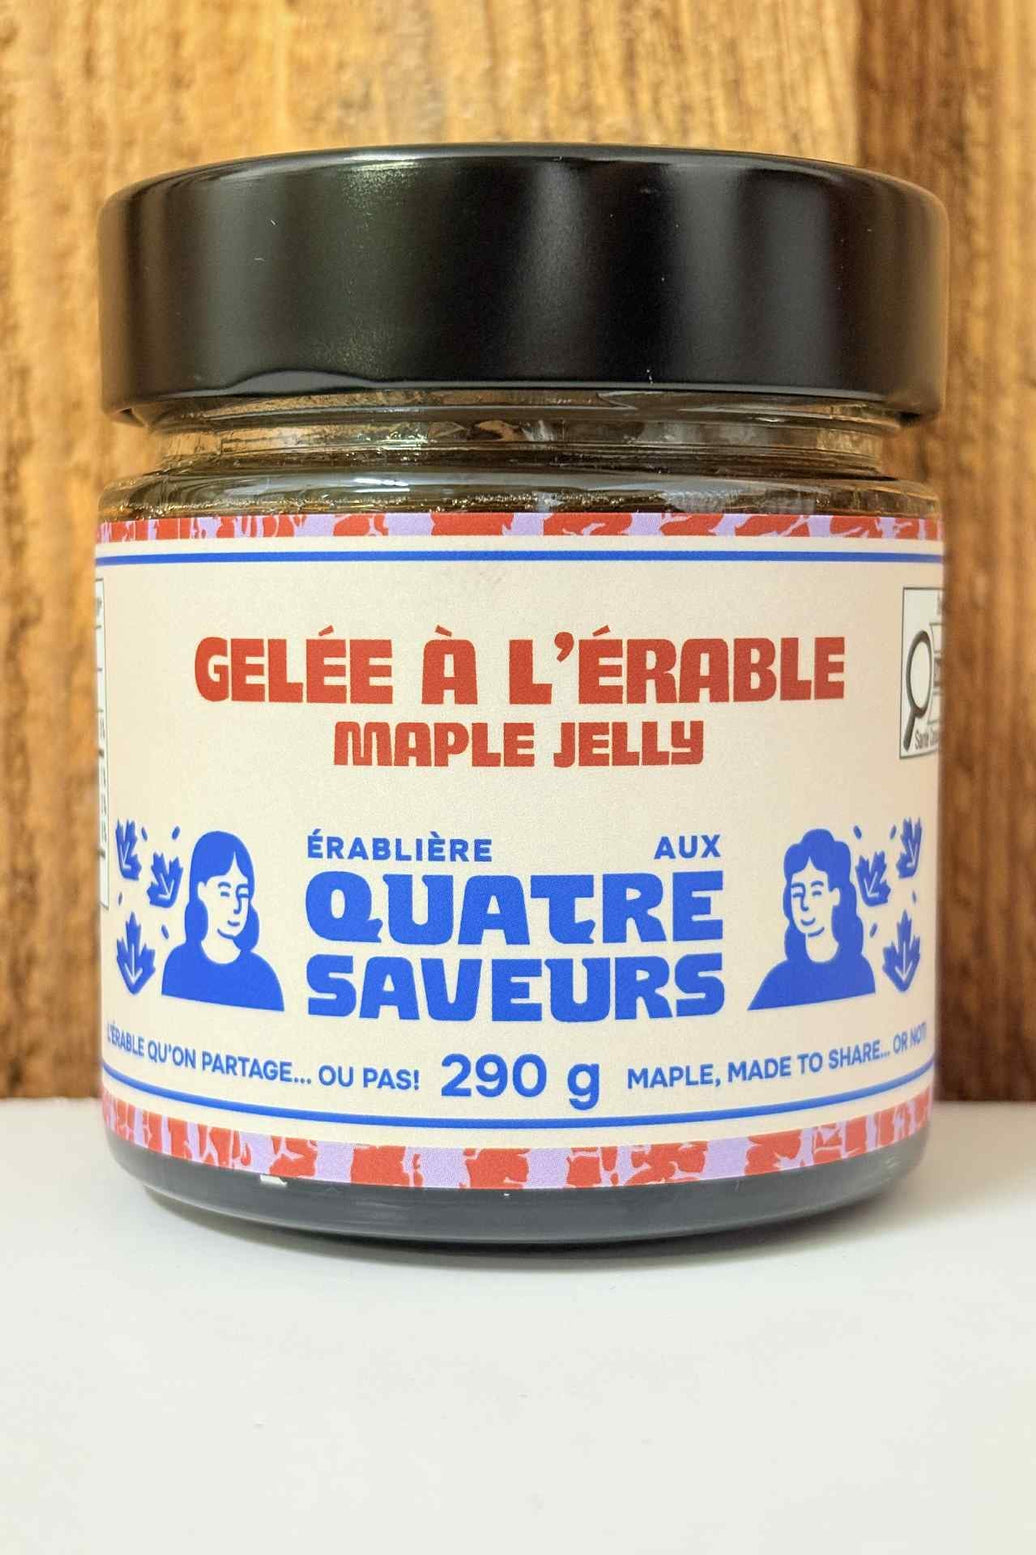 GELÉE À L'ÉRABLE
MAPLE JELLY
ÉRABLIÈRE AUX
QUATRE
SAVEURS
L'ÉRABLE QU'ON PARTAGE... OU PAS! 290 g MAPLE, MADE TO SHARE... OR NOT!